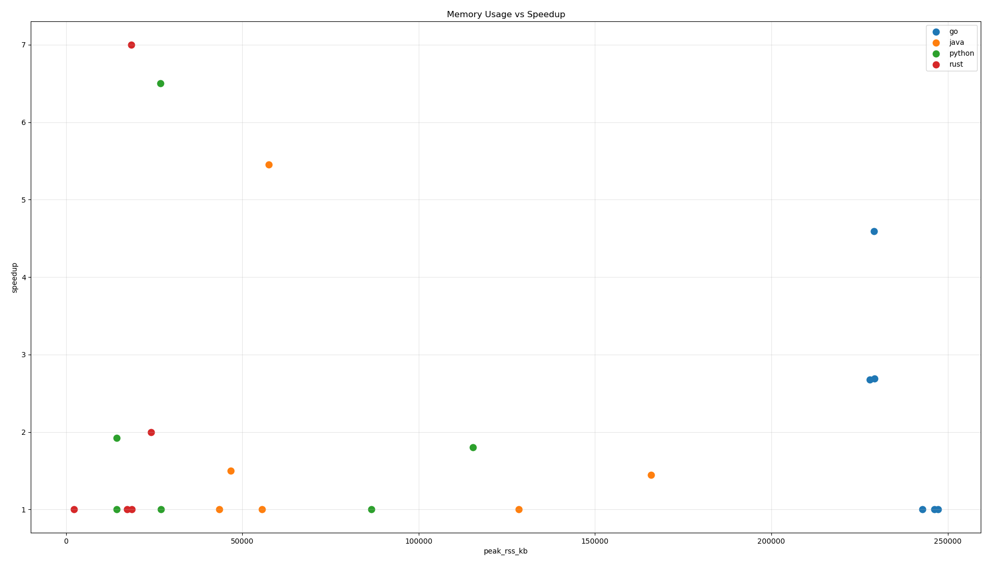 Memory Usage vs Speedup
go
java
python
rust
7
6
5
4
3
2
1
speedup
0
50000
100000
150000
200000
250000
peak_rss_kb